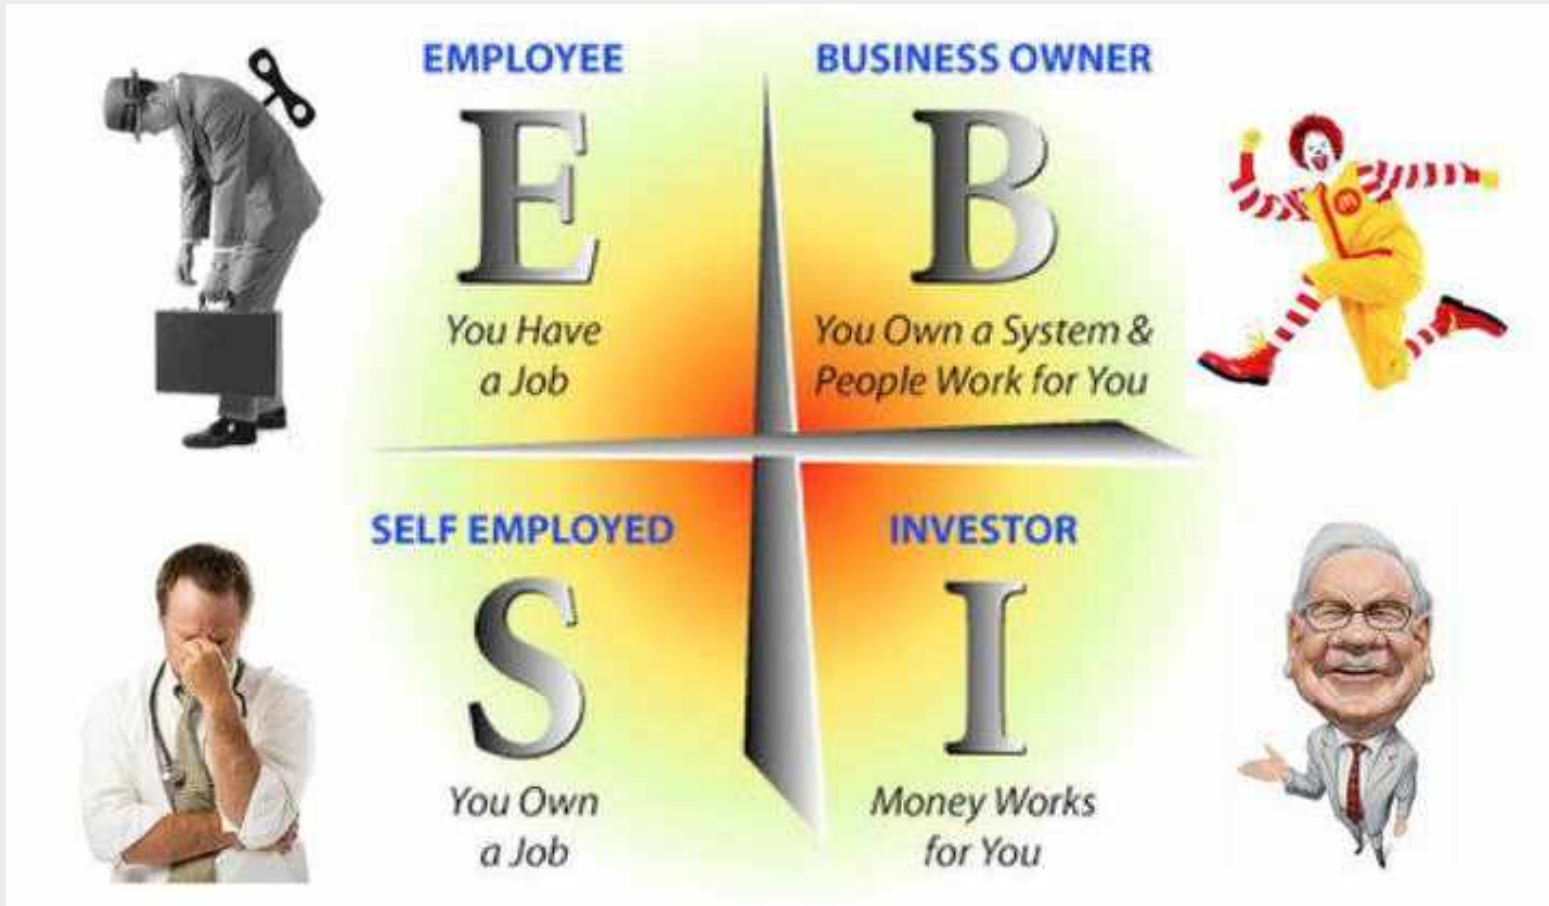 EMPLOYEE
E
You Have
a Job
BUSINESS OWNER
B
You Own a System &
People Work for You
SELF EMPLOYED
S
You Own
a Job
INVESTOR
I
Money Works
for You